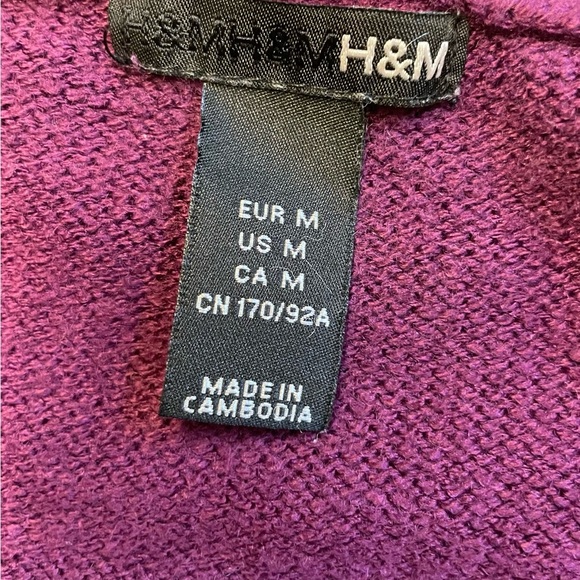 H&MH&MH&M
EUR M
US M
CA M
CN 170/92A
MADE IN
CAMBODIA